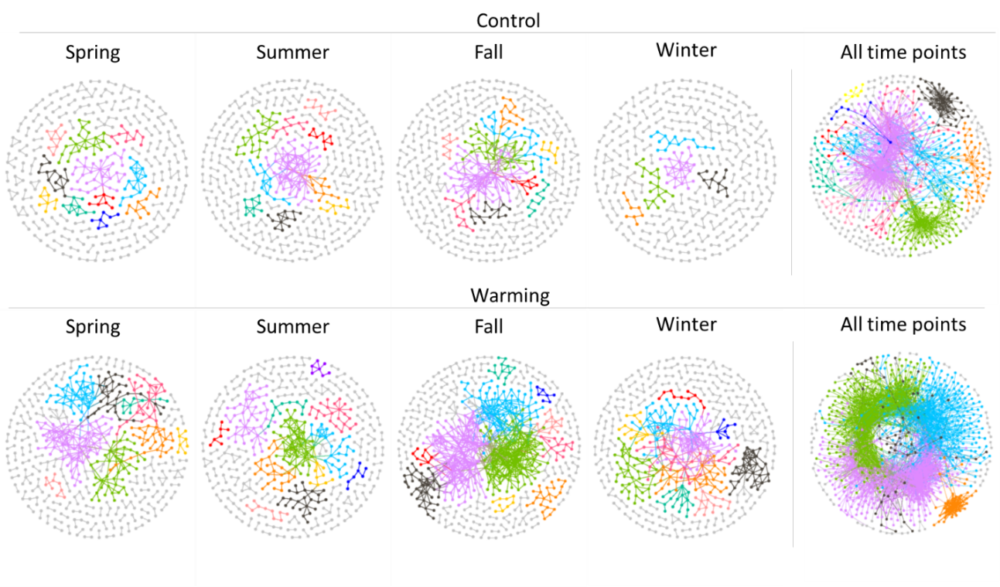 Control
Spring Summer Fall Winter All time points
Warming
Spring Summer Fall Winter All time points